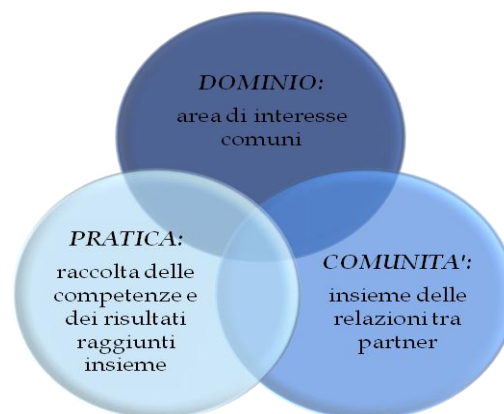 DOMINIO:
area di interesse
comuni
PRATICA:
raccolta delle
competenze e
dei risultati
raggiunti
insieme
COMUNITA':
insieme delle
relazioni tra
partner